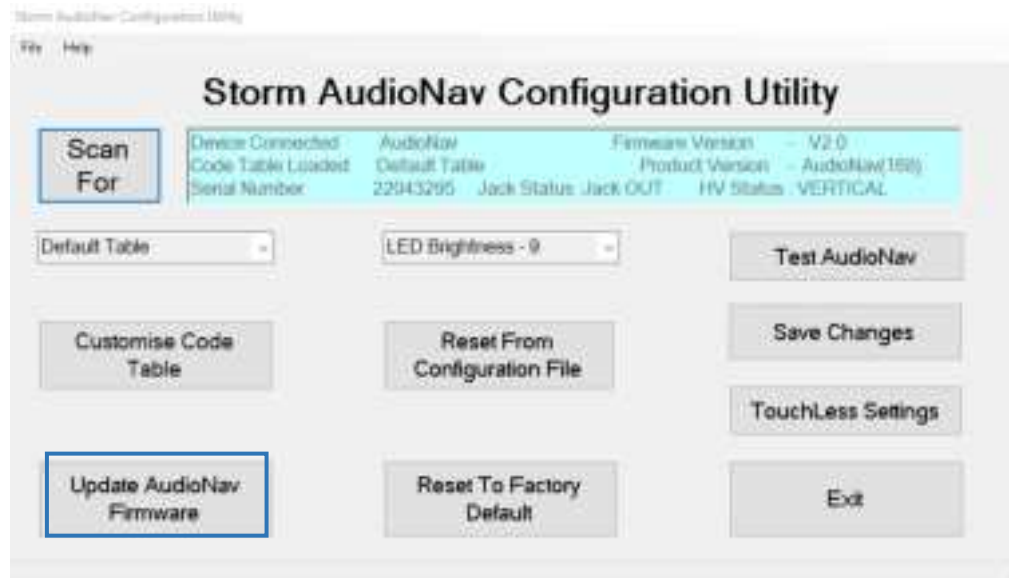 Storm AudioNav Configuration Utility
File Help
Storm AudioNav Configuration Utility
Scan
For
Device Connected AudioNav Firmware Version - V2.0
Code Table Loaded Default Table Product Version - AudioNav(168)
Serial Number 22043295 Jack Status :Jack OUT HV Status : VERTICAL
Default Table
LED Brightness - 9
Test AudioNav
Customise Code
Table
Reset From
Configuration File
Save Changes
TouchLess Settings
Update AudioNav
Firmware
Reset To Factory
Default
Exit